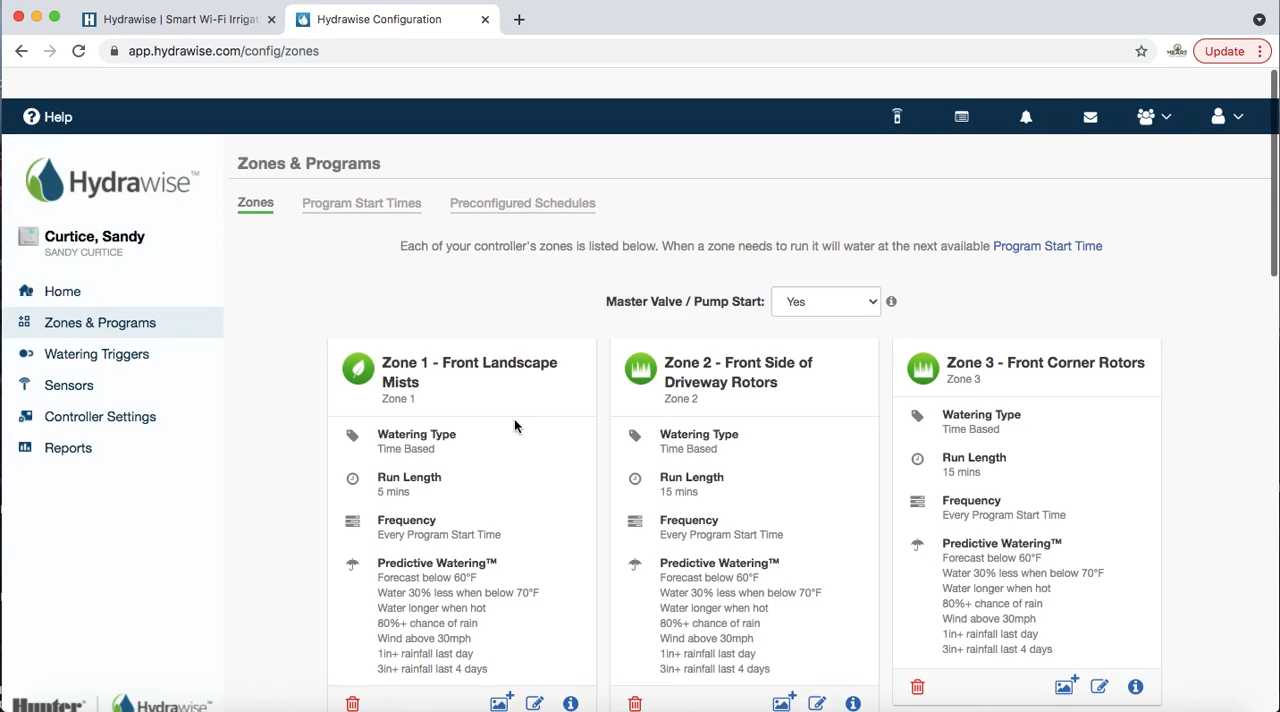 Hydrawise | Smart Wi-Fi Irrigat
Hydrawise Configuration
app.hydrawise.com/config/zones
MEARS
Update
Help
Hydrawise™
Curtice, Sandy
SANDY CURTICE
Home
Zones & Programs
Watering Triggers
Sensors
Controller Settings
Reports
Hunter
Hydrawise™
Zones & Programs
Zones Program Start Times Preconfigured Schedules
Each of your controller's zones is listed below. When a zone needs to run it will water at the next available Program Start Time
Master Valve / Pump Start: Yes
Zone 1 - Front Landscape
Mists
Zone 1
Watering Type
Time Based
Run Length
5 mins
Frequency
Every Program Start Time
Predictive Watering™
Forecast below 60°F
Water 30% less when below 70°F
Water longer when hot
80%+ chance of rain
Wind above 30mph
1in+ rainfall last day
3in+ rainfall last 4 days
Zone 2 - Front Side of
Driveway Rotors
Zone 2
Watering Type
Time Based
Run Length
15 mins
Frequency
Every Program Start Time
Predictive Watering™
Forecast below 60°F
Water 30% less when below 70°F
Water longer when hot
80%+ chance of rain
Wind above 30mph
1in+ rainfall last day
3in+ rainfall last 4 days
Zone 3 - Front Corner Rotors
Zone 3
Watering Type
Time Based
Run Length
15 mins
Frequency
Every Program Start Time
Predictive Watering™
Forecast below 60°F
Water 30% less when below 70°F
Water longer when hot
80%+ chance of rain
Wind above 30mph
1in+ rainfall last day
3in+ rainfall last 4 days